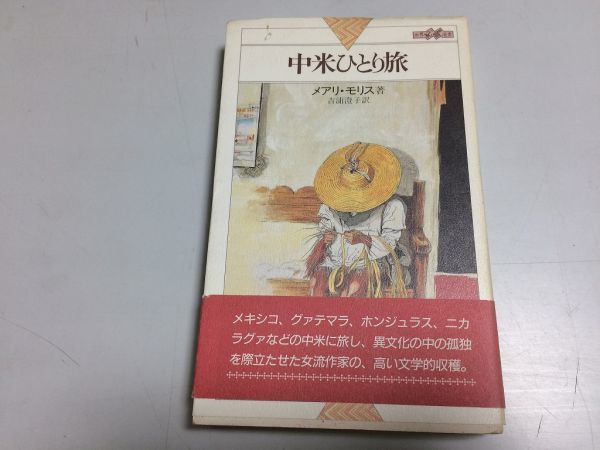 中米ひとり旅
メアリ・モリス著
吉浦澄子訳
メキシコ、グァテマラ、ホンジュラス、ニカ
ラグァなどの中米に旅し、異文化の中の孤独
を際立たせた女流作家の、高い文学的収穫。